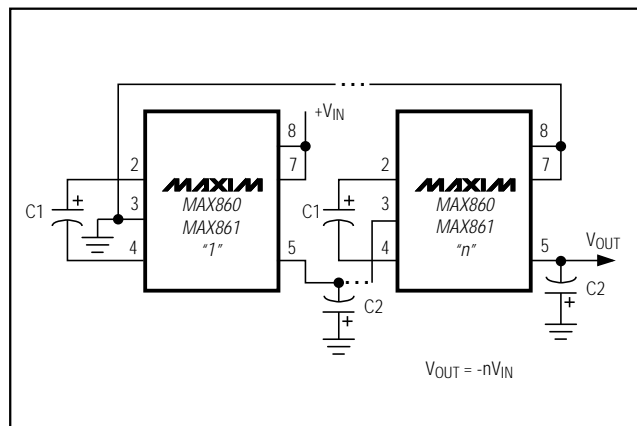 +VIN
8
7
2
3
4
5
C1
+
MAXIM
MAX860
MAX861
"1"
+
C2
8
7
2
3
4
5
C1
+
MAXIM
MAX860
MAX861
"n"
VOUT
+
C2
VOUT = -nVIN